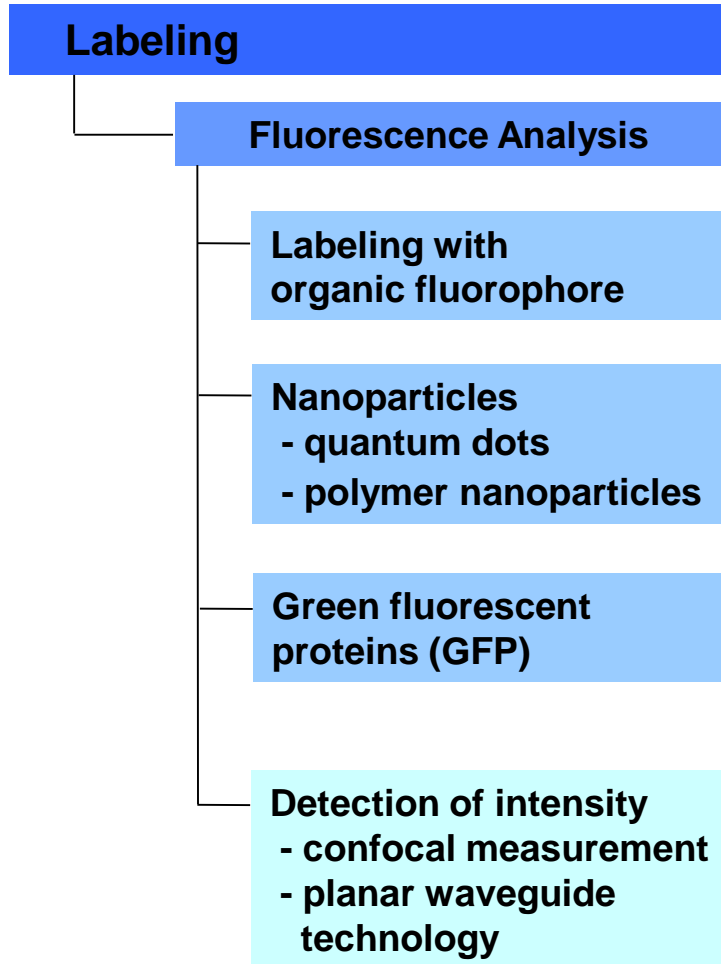 Labeling
Fluorescence Analysis
Labeling with
organic fluorophore
Nanoparticles
- quantum dots
- polymer nanoparticles
Green fluorescent
proteins (GFP)
Detection of intensity
- confocal measurement
- planar waveguide
technology